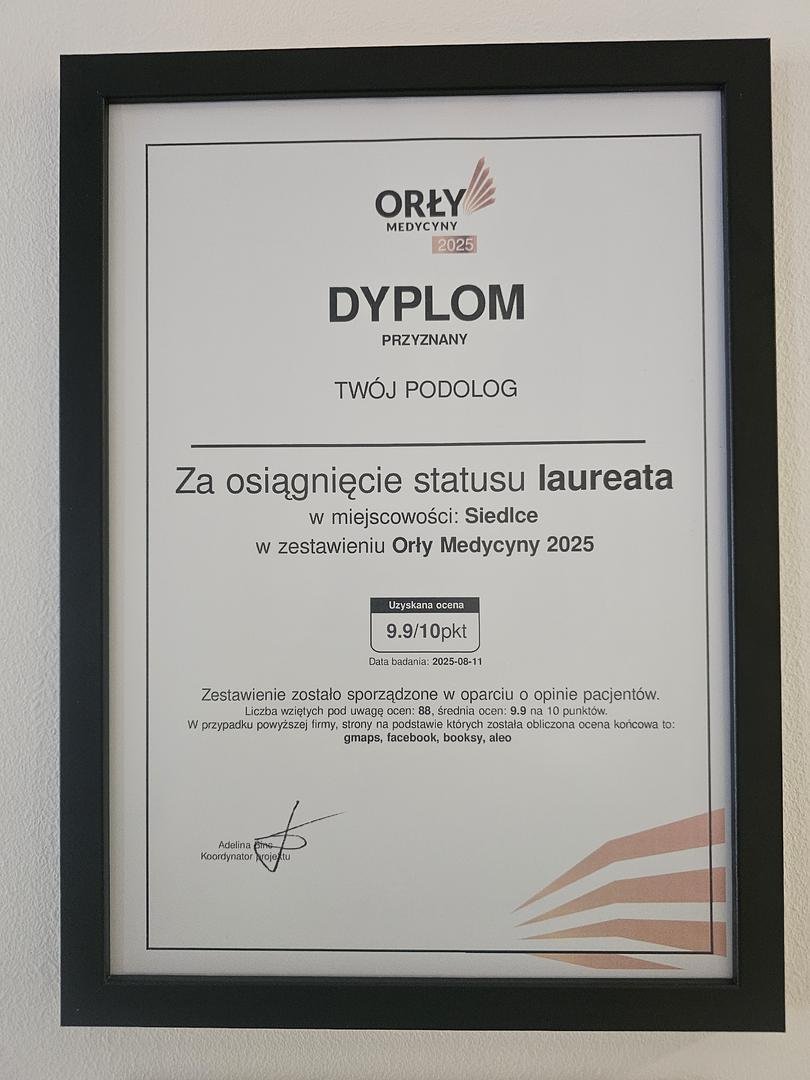 ORŁY
MEDYCYNY
2025
DYPLOM
PRZYZNANY
TWÓJ PODOLOG
Za osiągnięcie statusu laureata
w miejscowości: Siedlce
w zestawieniu Orły Medycyny 2025
Uzyskana ocena
9.9/10pkt
Data badania: 2025-08-11
Zestawienie zostało sporządzone w oparciu o opinie pacjentów.
Liczba wziętych pod uwagę ocen: 88, średnia ocen: 9.9 na 10 punktów.
W przypadku powyższej firmy, strony na podstawie których została obliczona ocena końcowa to:
gmaps, facebook, booksy, aleo
Adelina
Koordynator projektu